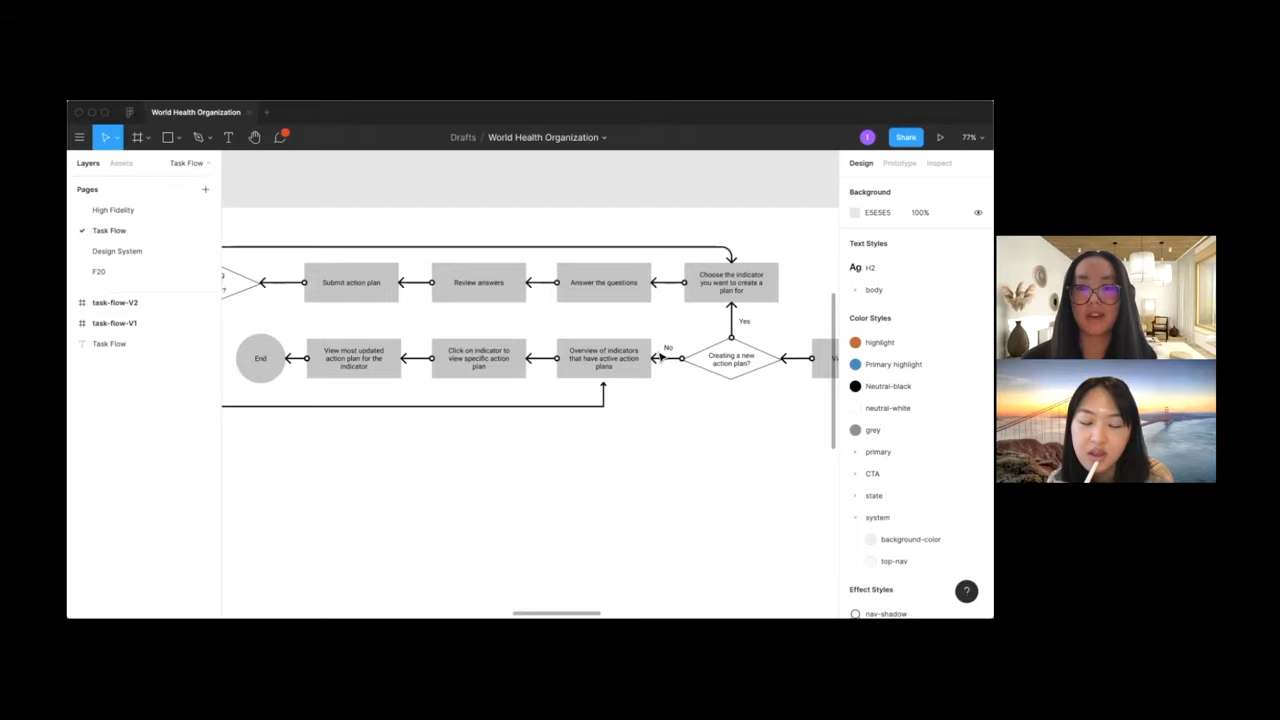 World Health Organization
Drafts / World Health Organization
Share
77%
Layers
Assets
Task Flow
Pages
High Fidelity
Task Flow
Design System
F20
task-flow-V2
task-flow-V1
Task Flow
g
?
Submit action plan
Review answers
Answer the questions
Choose the indicator
you want to create a
plan for
Yes
No
End
View most updated
action plan for the
indicator
Click on indicator to
view specific action
plan
Overview of indicators
that have active action
plans
Creating a new
action plan?
Design
Prototype
Inspect
Background
E5E5E5
100%
Text Styles
Ag H2
body
Color Styles
highlight
Primary highlight
Neutral-black
neutral-white
grey
primary
CTA
state
system
background-color
top-nav
Effect Styles
nav-shadow
?